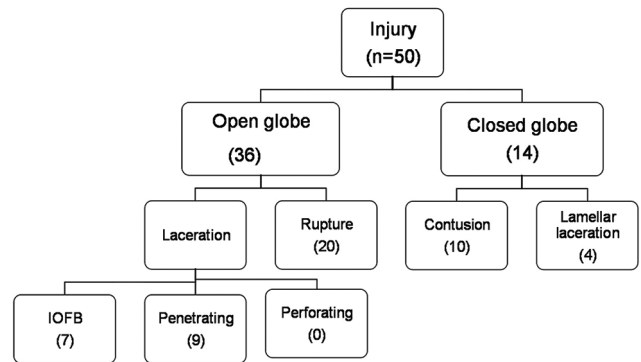 Injury
(n=50)
Open globe
(36)
Closed globe
(14)
Laceration
Rupture
(20)
Contusion
(10)
Lamellar
laceration
(4)
IOFB
(7)
Penetrating
(9)
Perforating
(0)